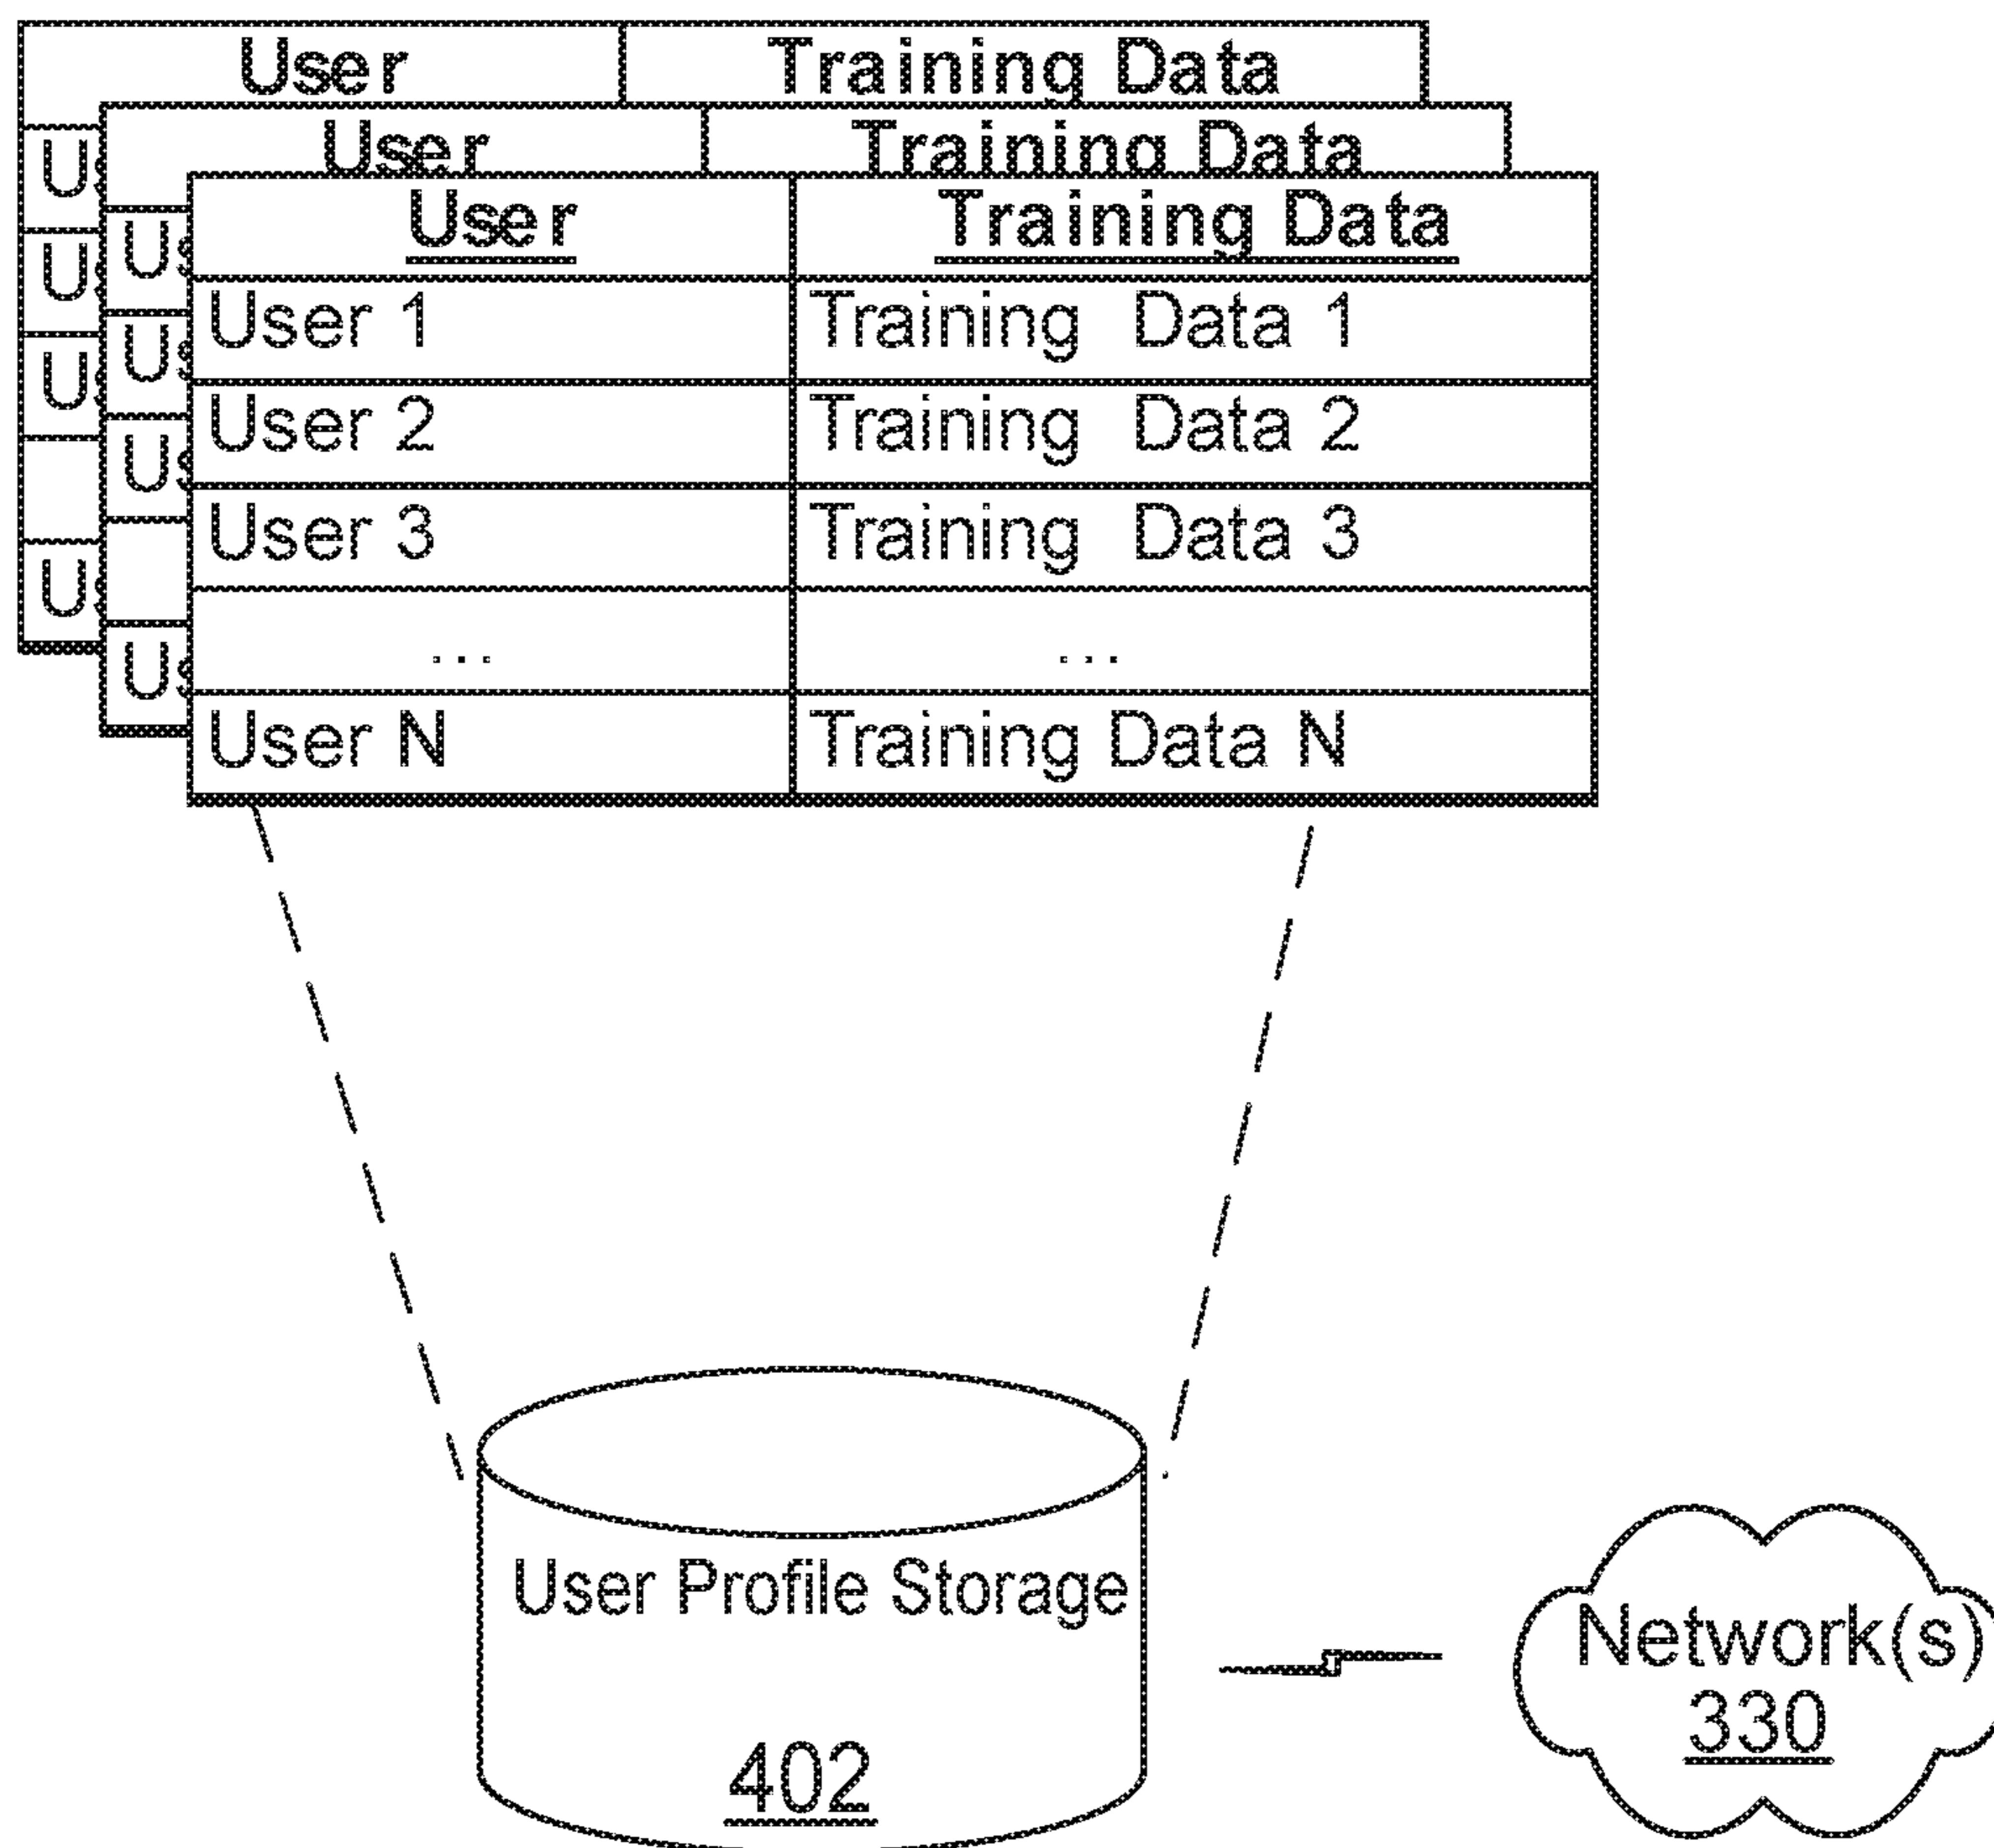 User Training Data
User Training Data
User Training Data
User 1 Training Data 1
User 2 Training Data 2
User 3 Training Data 3
... ...
User N Training Data N
User Profile Storage
402
Network(s)
330